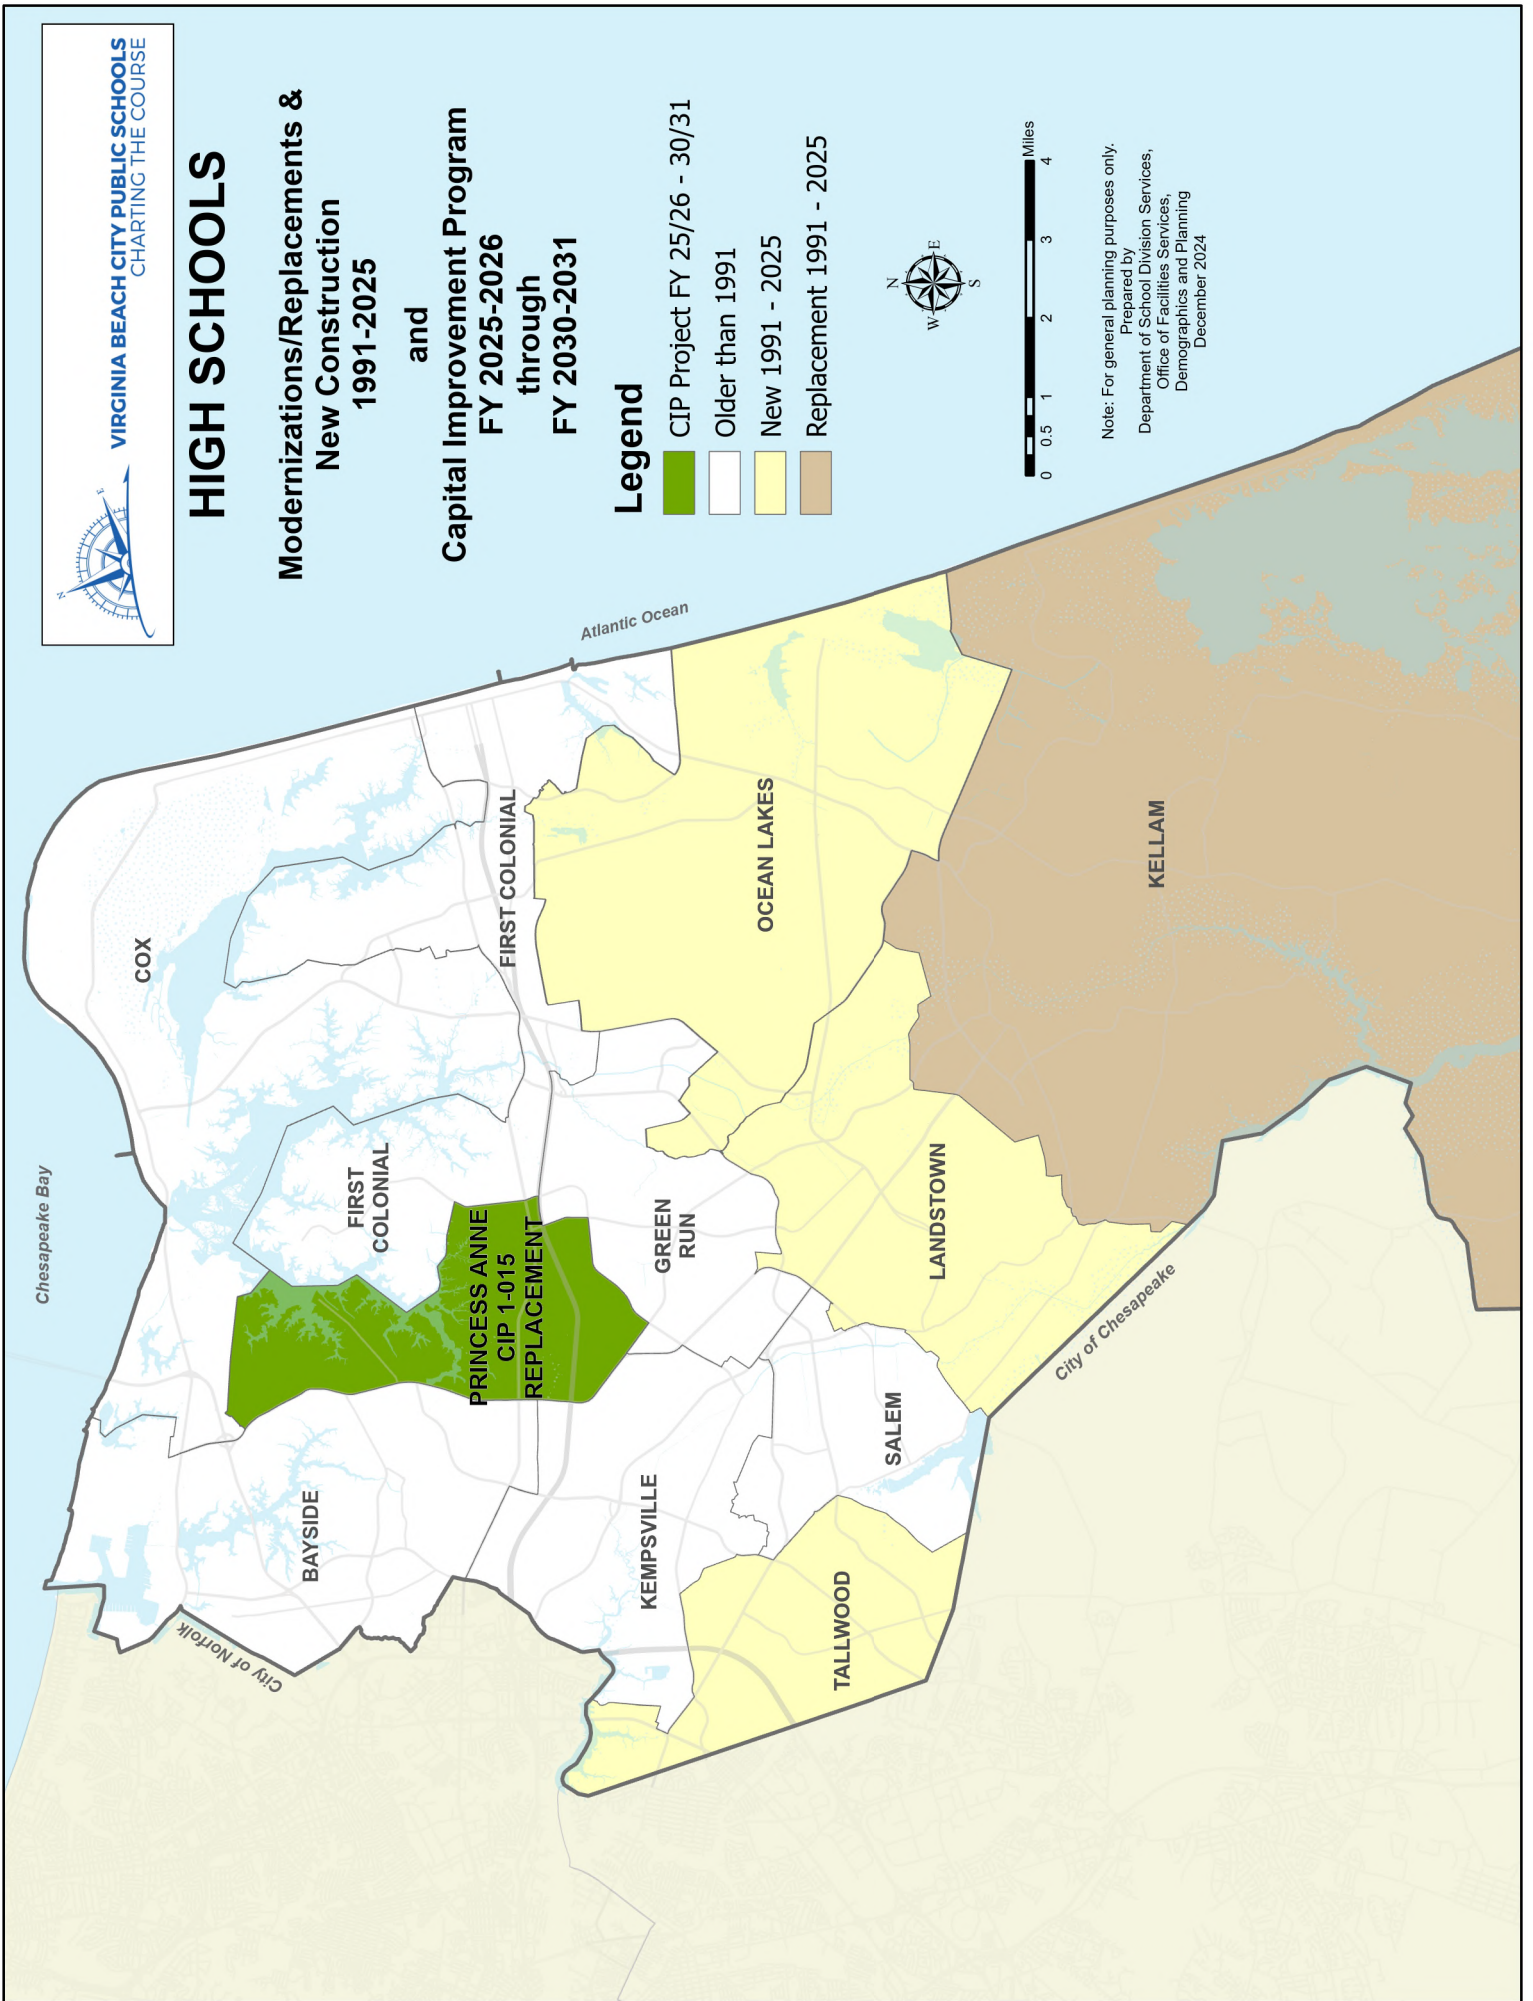 VIRGINIA BEACH CITY PUBLIC SCHOOLS
CHARTING THE COURSE
N
E
HIGH SCHOOLS
Modernizations/Replacements &
New Construction
1991-2025
and
Capital Improvement Program
FY 2025-2026
through
FY 2030-2031
Legend
CIP Project FY 25/26 - 30/31
Older than 1991
New 1991 - 2025
Replacement 1991 - 2025
N
W
E
S
Miles
0 0.5 1 2 3 4
Note: For general planning purposes only.
Prepared by
Department of School Division Services,
Office of Facilities Services,
Demographics and Planning
December 2024
Chesapeake Bay
Atlantic Ocean
City of Norfolk
City of Chesapeake
COX
FIRST COLONIAL
FIRST
COLONIAL
BAYSIDE
PRINCESS ANNE
CIP 1-015
REPLACEMENT
OCEAN LAKES
GREEN
RUN
KEMPSVILLE
LANDSTOWN
SALEM
TALLWOOD
KELLAM